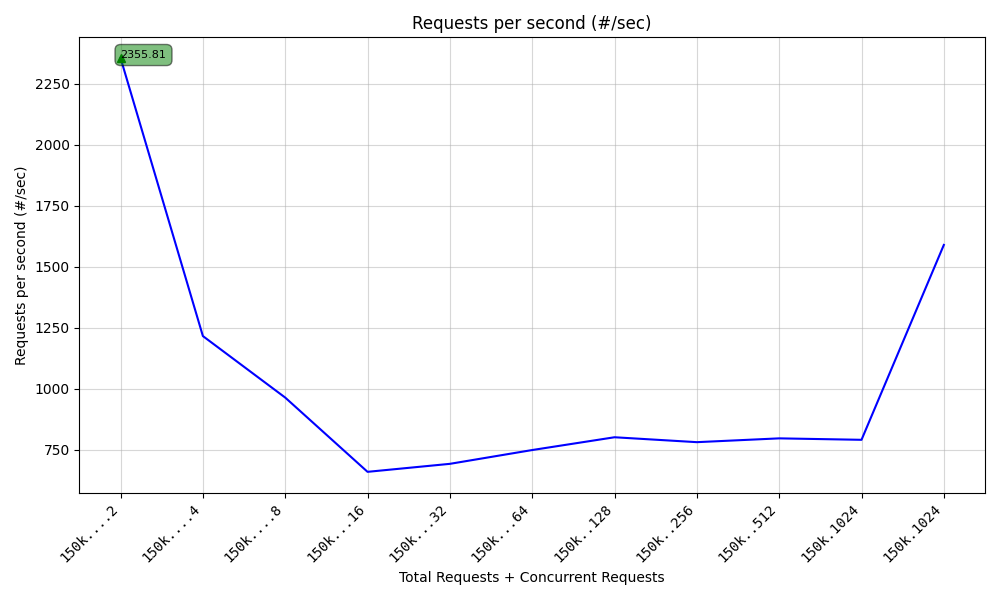 Requests per second (#/sec)
2355.81
Requests per second (#/sec)
2250
2000
1750
1500
1250
1000
750
150k....2
150k....4
150k....8
150k...16
150k...32
150k...64
150k..128
150k..256
150k..512
150k.1024
150k.1024
Total Requests + Concurrent Requests